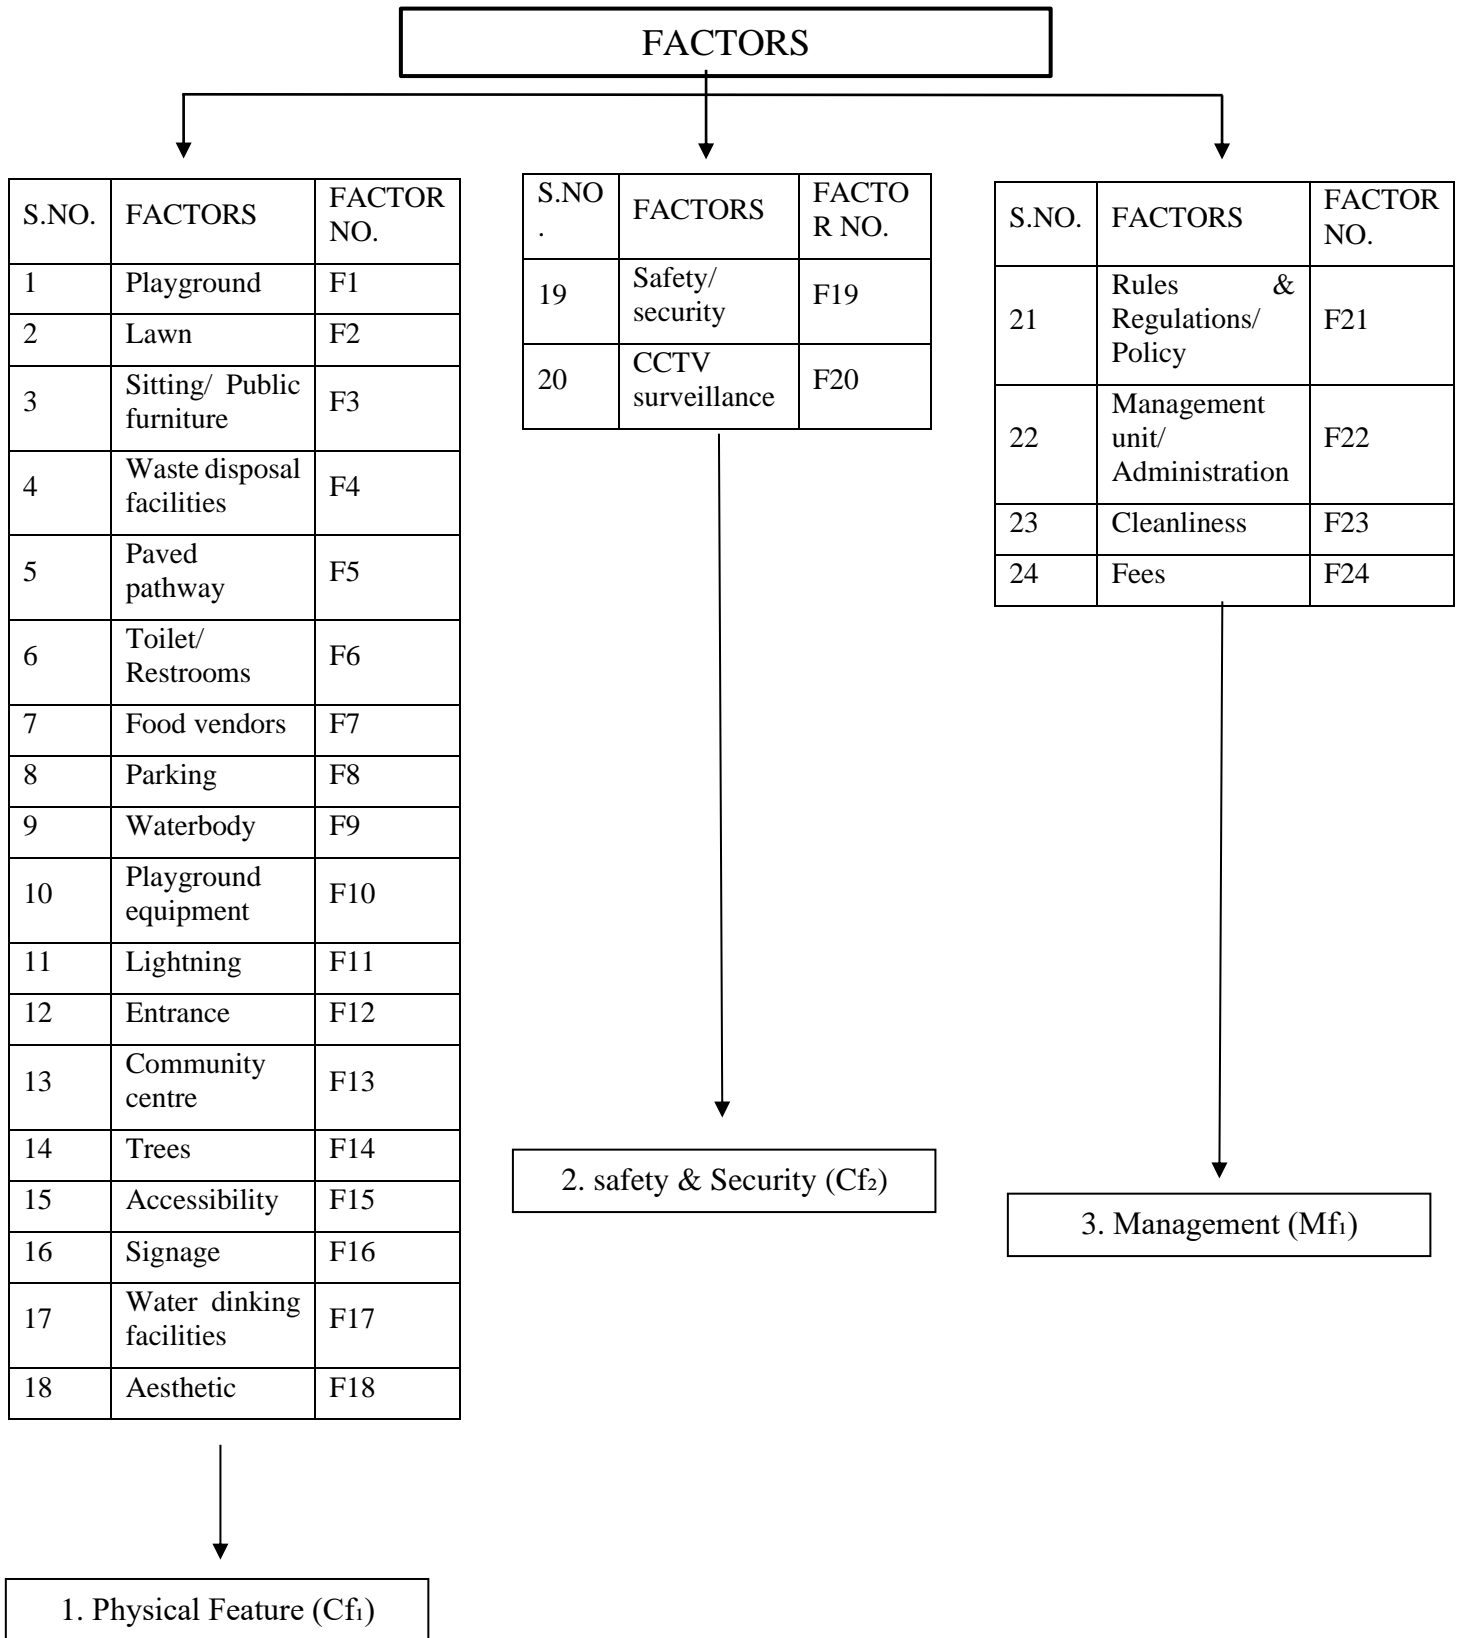 FACTORS
S.NO. FACTORS FACTOR
NO.
1 Playground F1
2 Lawn F2
3 Sitting/ Public
furniture F3
4 Waste disposal
facilities F4
5 Paved
pathway F5
6 Toilet/
Restrooms F6
7 Food vendors F7
8 Parking F8
9 Waterbody F9
10 Playground
equipment F10
11 Lightning F11
12 Entrance F12
13 Community
centre F13
14 Trees F14
15 Accessibility F15
16 Signage F16
17 Water dinking
facilities F17
18 Aesthetic F18
1. Physical Feature (Cf₁)
S.NO
. FACTORS FACTO
R NO.
19 Safety/
security F19
20 CCTV
surveillance F20
2. safety & Security (Cf₂)
S.NO. FACTORS FACTOR
NO.
21 Rules &
Regulations/
Policy F21
22 Management
unit/
Administration F22
23 Cleanliness F23
24 Fees F24
3. Management (Mf₁)